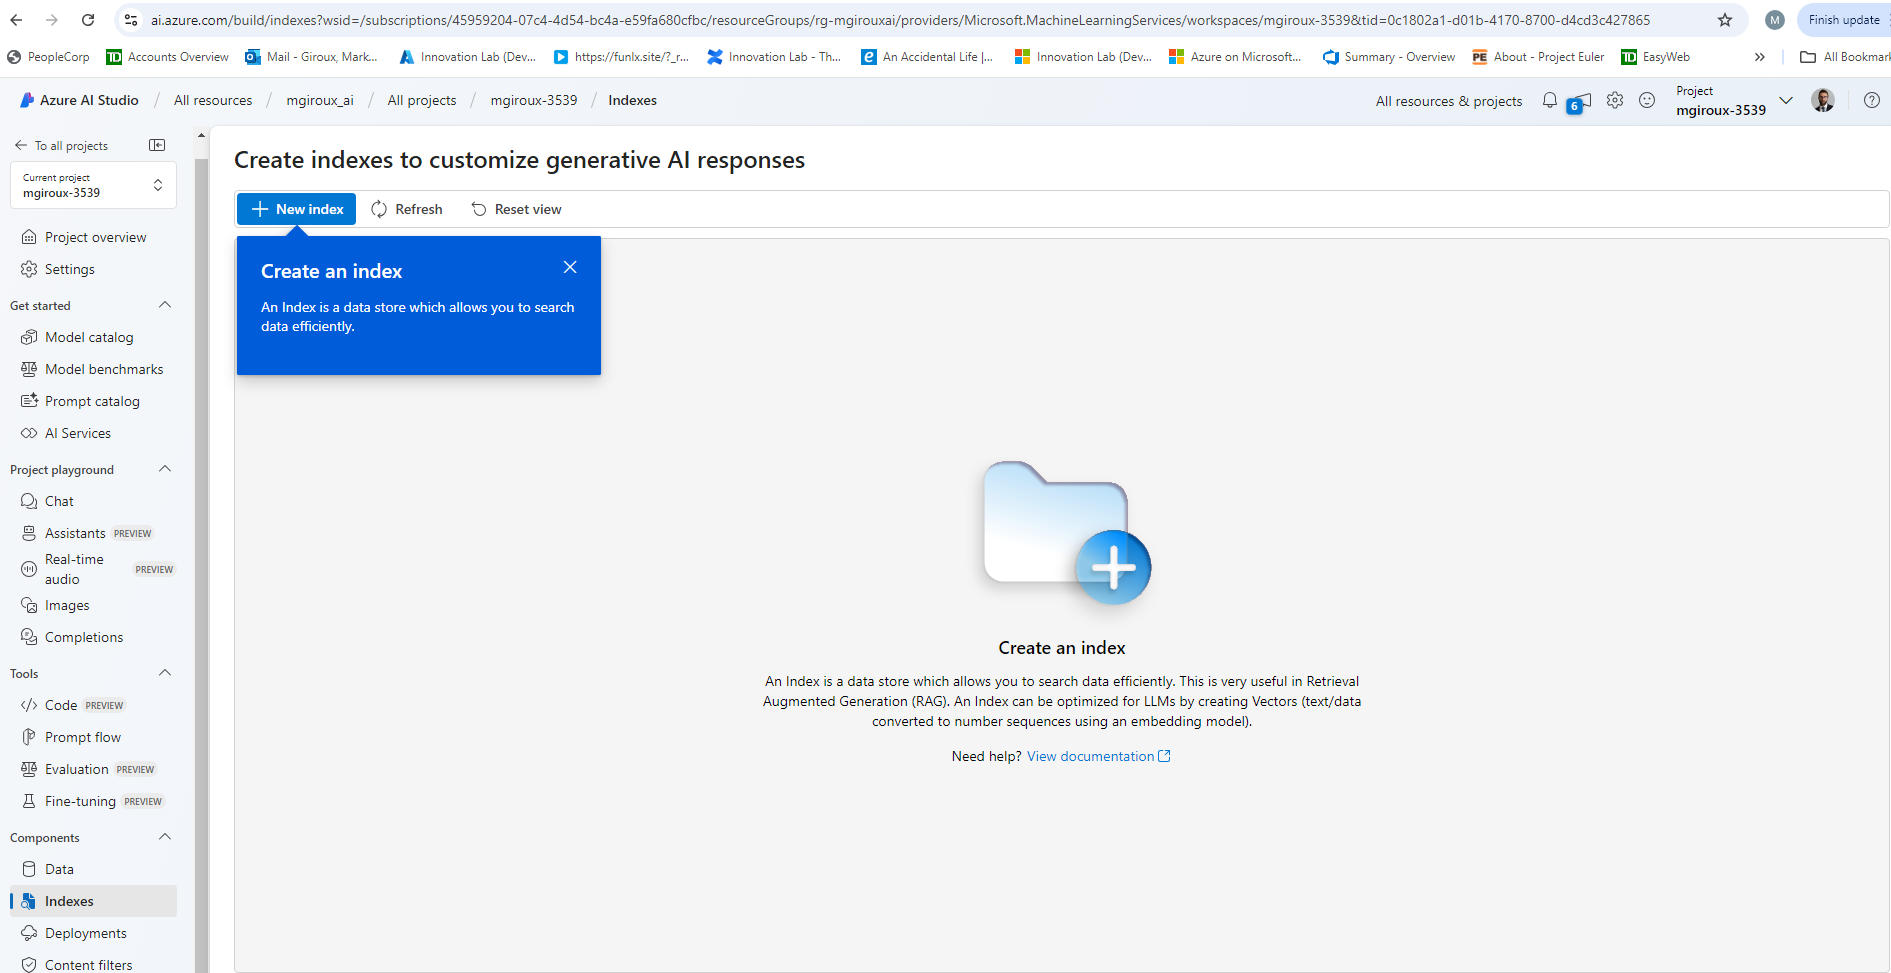 ai.azure.com/build/indexes?wsid=/subscriptions/45959204-07c4-4d54-bc4a-e59fa680cfbc/resourceGroups/rg-mgirouxai/providers/Microsoft.MachineLearningServices/workspaces/mgiroux-3539&tid=0c1802a1-d01b-4170-8700-d4cd3c427865
M
Finish update
PeopleCorp
Accounts Overview
Mail - Giroux, Mark...
Innovation Lab (Dev...
https://funlx.site/?_r...
Innovation Lab - Th...
An Accidental Life |...
Innovation Lab (Dev...
Azure on Microsoft...
Summary - Overview
PE About - Project Euler
TD EasyWeb
All Bookmark
Azure AI Studio / All resources / mgiroux_ai / All projects / mgiroux-3539 / Indexes
All resources & projects
6
Project
mgiroux-3539
To all projects
Current project
mgiroux-3539
Project overview
Settings
Get started
Model catalog
Model benchmarks
Prompt catalog
AI Services
Project playground
Chat
Assistants PREVIEW
Real-time
audio
PREVIEW
Images
Completions
Tools
Code PREVIEW
Prompt flow
Evaluation PREVIEW
Fine-tuning PREVIEW
Components
Data
Indexes
Deployments
Content filters
Create indexes to customize generative AI responses
New index
Refresh
Reset view
Create an index
An Index is a data store which allows you to search
data efficiently.
Create an index
An Index is a data store which allows you to search data efficiently. This is very useful in Retrieval
Augmented Generation (RAG). An Index can be optimized for LLMs by creating Vectors (text/data
converted to number sequences using an embedding model).
Need help? View documentation